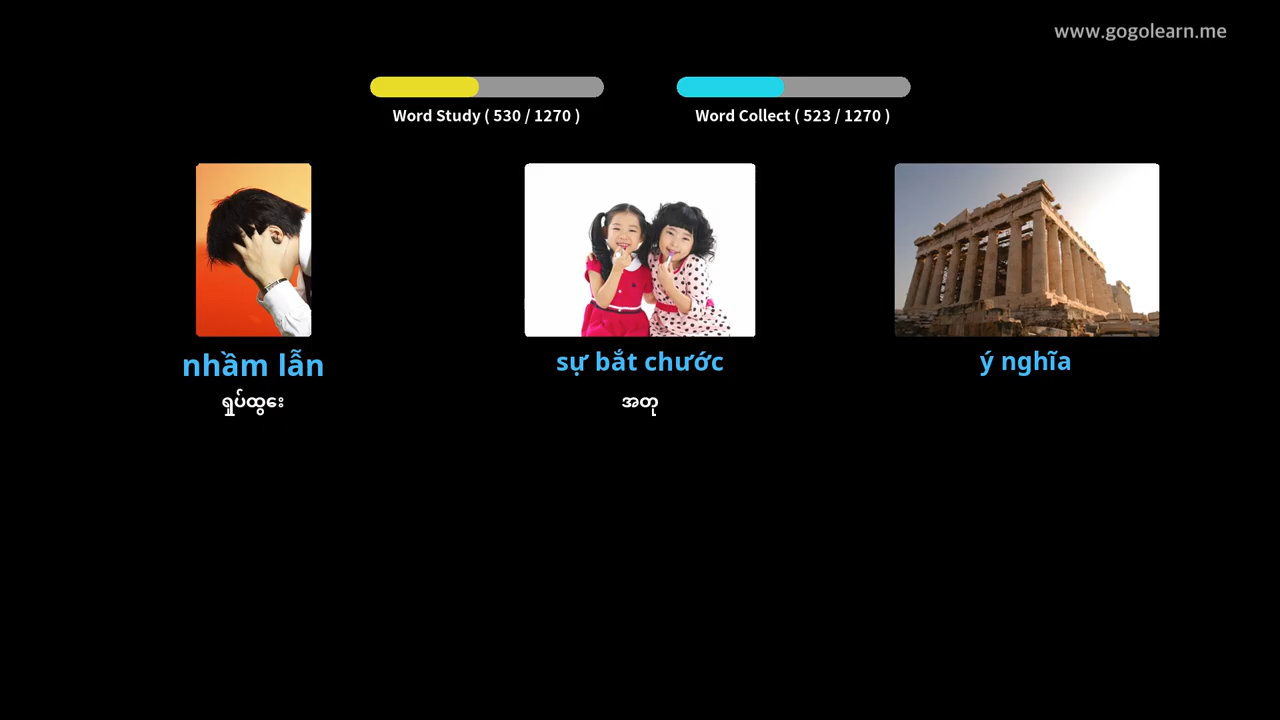 www.gogolearn.me
Word Study ( 530 / 1270 )
Word Collect ( 523 / 1270 )
nhầm lẫn
ရှုပ်ထွေး
sự bắt chước
အတု
ý nghĩa